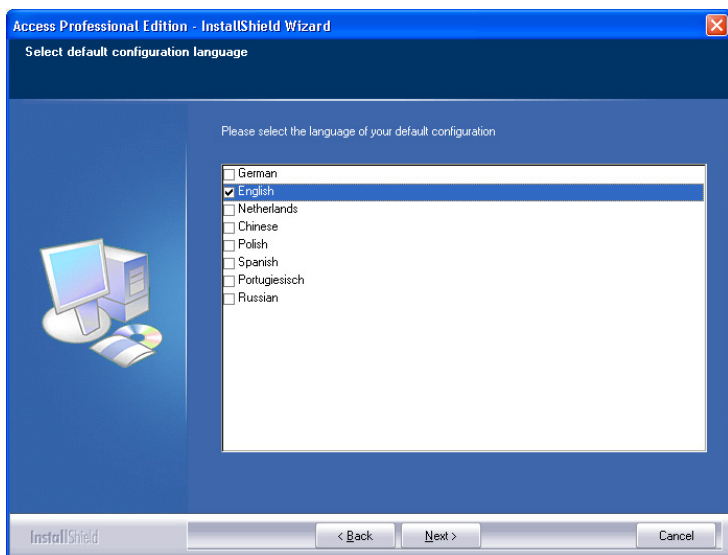 Access Professional Edition - InstallShield Wizard
Select default configuration language
Please select the language of your default configuration
German
English
Netherlands
Chinese
Polish
Spanish
Portugiesisch
Russian
InstallShield
< Back
Next >
Cancel